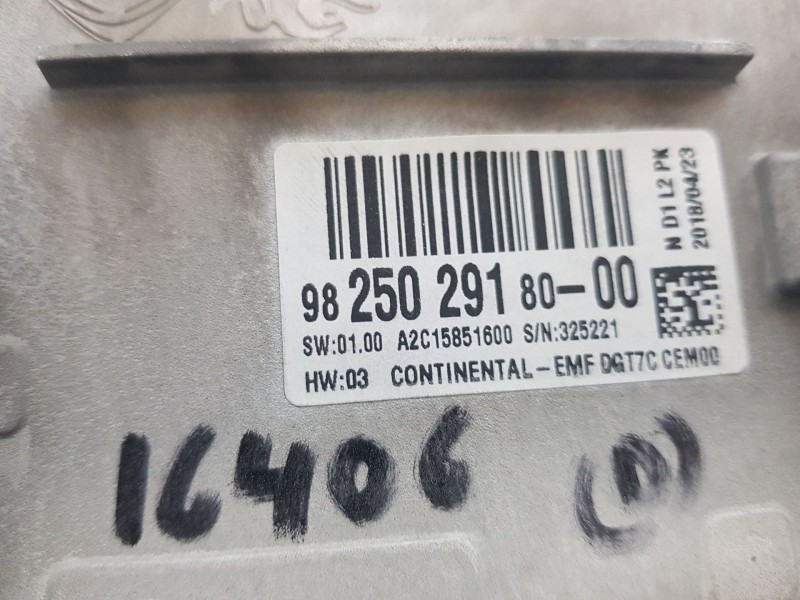 98 250 291 80-00
SW:01.00 A2C15851600 S/N:325221
HW:03 CONTINENTAL-EMF DGT7C CEM00
N D1 L2 PK
2018/04/23
16406 (D)